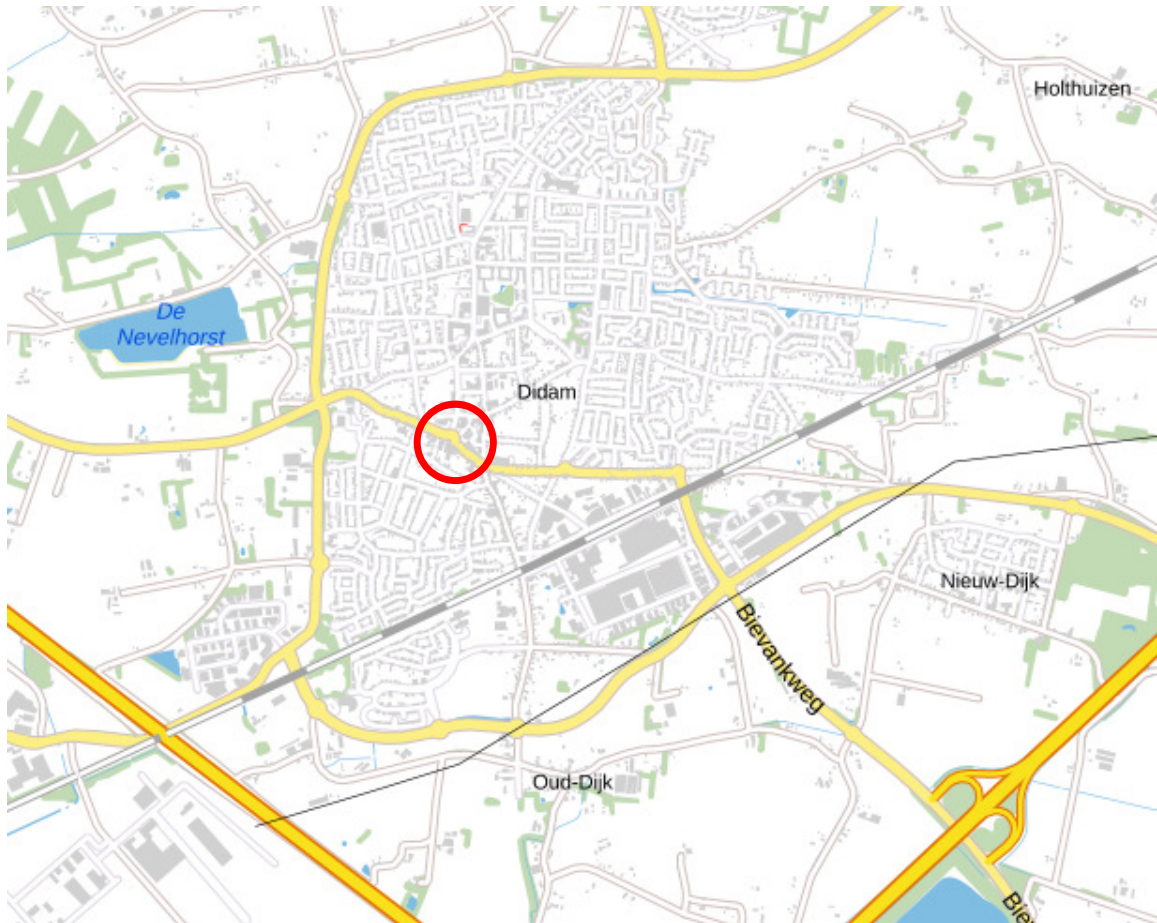 Holthuizen
De
Nevelhorst
Didam
Nieuw-Dijk
Bievankweg
Oud-Dijk
Bie